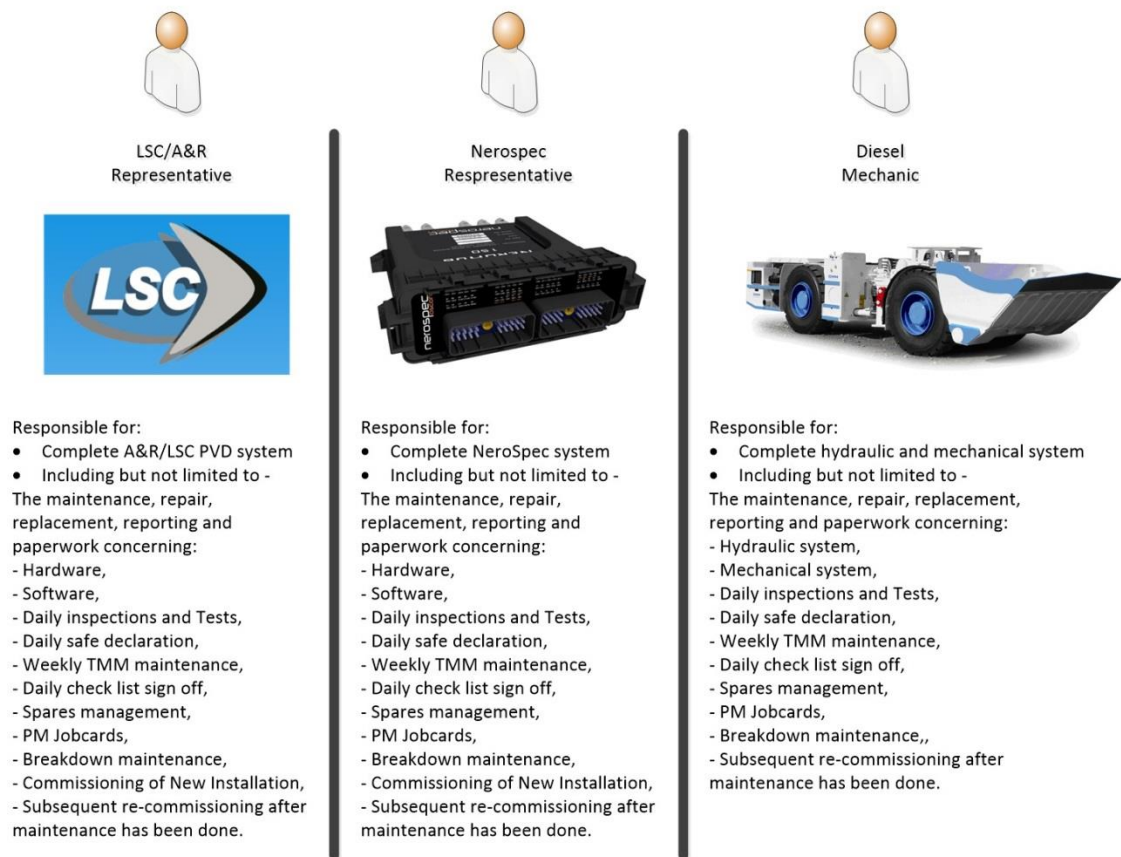 LSC/A&R
Representative
LSC
Responsible for:
• Complete A&R/LSC PVD system
• Including but not limited to -
The maintenance, repair,
replacement, reporting and
paperwork concerning:
- Hardware,
- Software,
- Daily inspections and Tests,
- Daily safe declaration,
- Weekly TMM maintenance,
- Daily check list sign off,
- Spares management,
- PM Jobcards,
- Breakdown maintenance,
- Commissioning of New Installation,
- Subsequent re-commissioning after
maintenance has been done.
Nerospec
Respresentative
nerospec
nerospec
Responsible for:
• Complete NeroSpec system
• Including but not limited to -
The maintenance, repair,
replacement, reporting and
paperwork concerning:
- Hardware,
- Software,
- Daily inspections and Tests,
- Daily safe declaration,
- Weekly TMM maintenance,
- Daily check list sign off,
- Spares management,
- PM Jobcards,
- Breakdown maintenance,
- Commissioning of New Installation,
- Subsequent re-commissioning after
maintenance has been done.
Diesel
Mechanic
Responsible for:
• Complete hydraulic and mechanical system
• Including but not limited to -
The maintenance, repair, replacement,
reporting and paperwork concerning:
- Hydraulic system,
- Mechanical system,
- Daily inspections and Tests,
- Daily safe declaration,
- Weekly TMM maintenance,
- Daily check list sign off,
- Spares management,
- PM Jobcards,
- Breakdown maintenance,,
- Subsequent re-commissioning after
maintenance has been done.